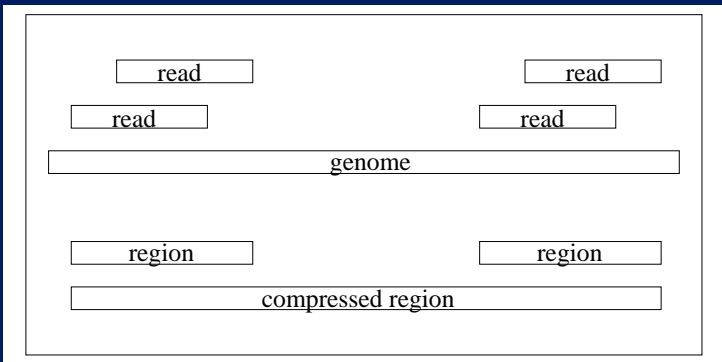 read read
read read
genome
region region
compressed region